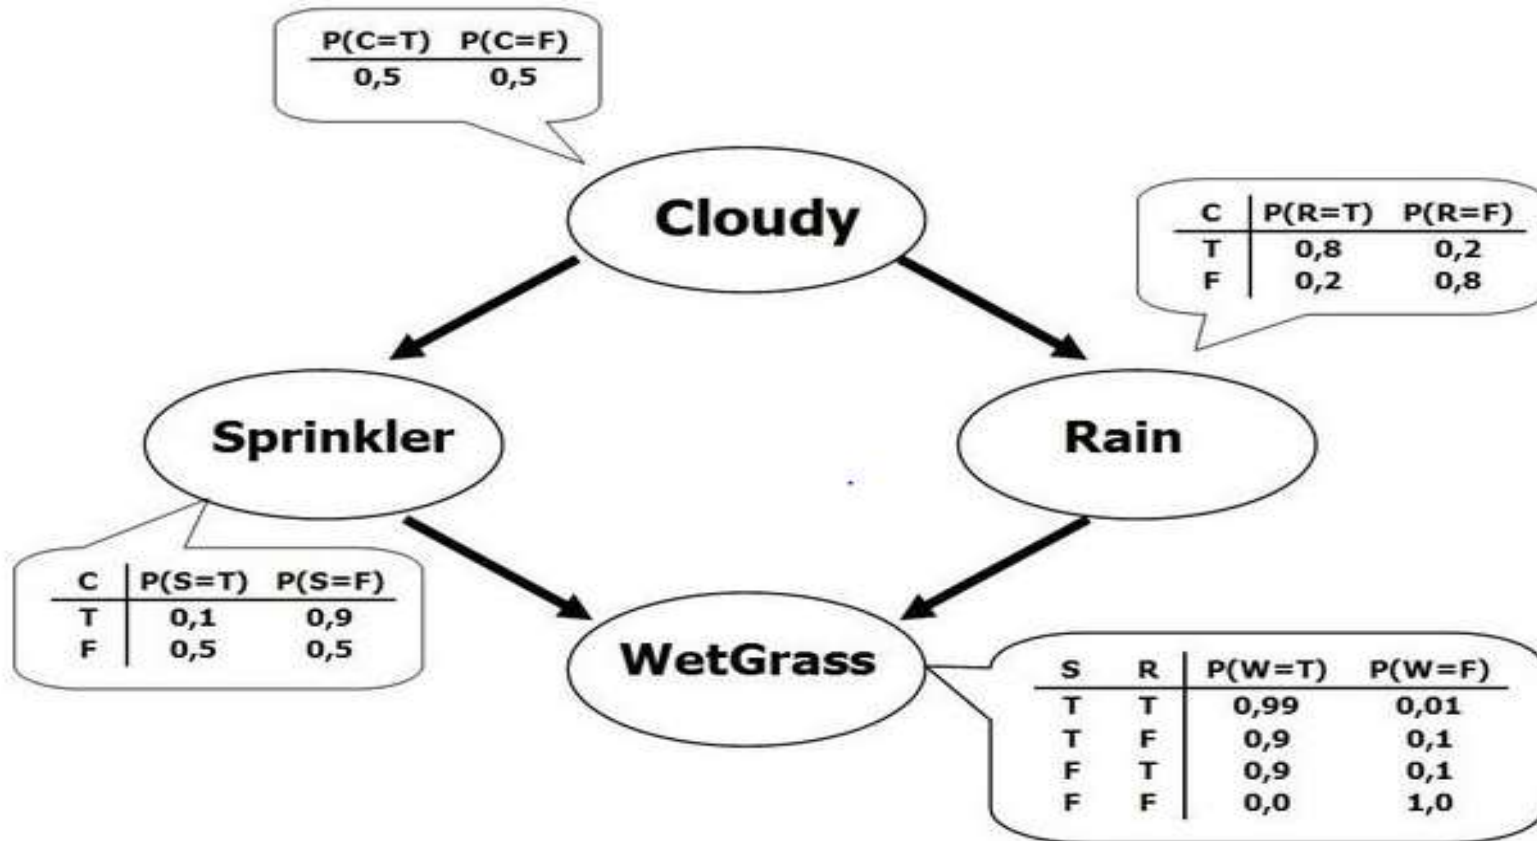 P(C=T) P(C=F)
0,5 0,5
Cloudy
C P(R=T) P(R=F)
T 0,8 0,2
F 0,2 0,8
Sprinkler
Rain
C P(S=T) P(S=F)
T 0,1 0,9
F 0,5 0,5
WetGrass
S R P(W=T) P(W=F)
T T 0,99 0,01
T F 0,9 0,1
F T 0,9 0,1
F F 0,0 1,0